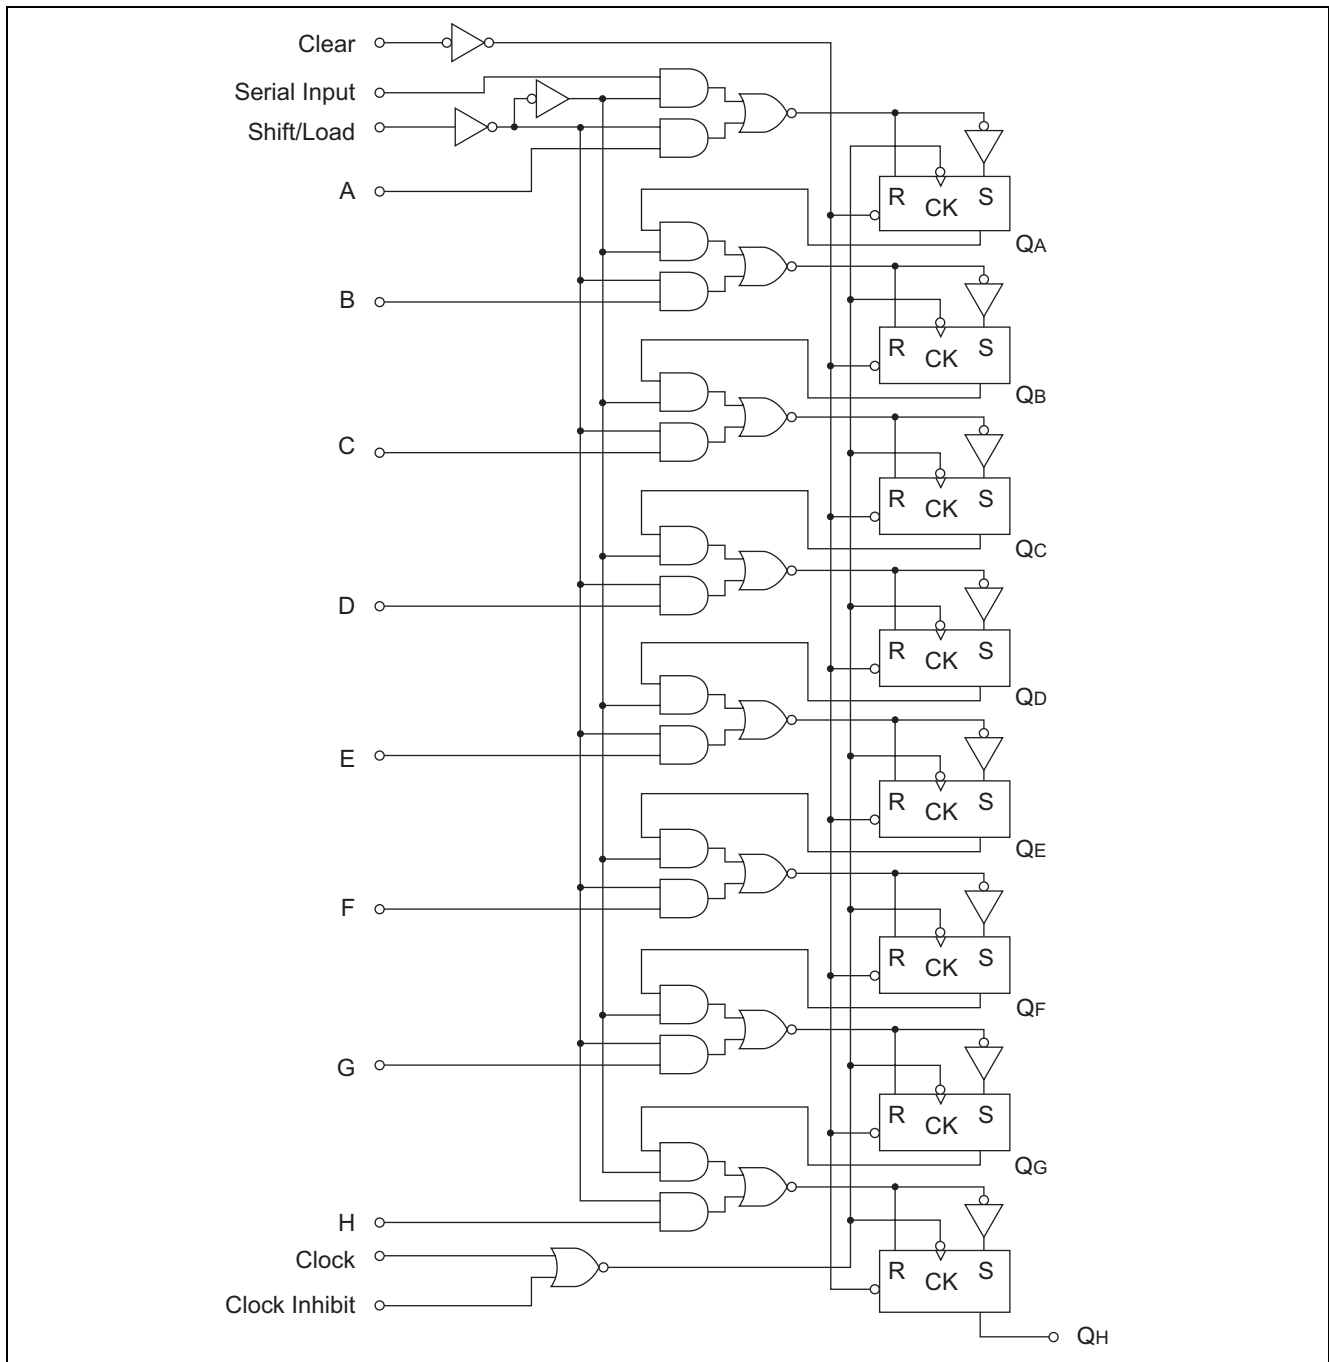 Clear
Serial Input
Shift/Load
A
R CK S
QA
B
R CK S
QB
C
R CK S
QC
D
R CK S
QD
E
R CK S
QE
F
R CK S
QF
G
R CK S
QG
H
Clock
R CK S
Clock Inhibit
QH